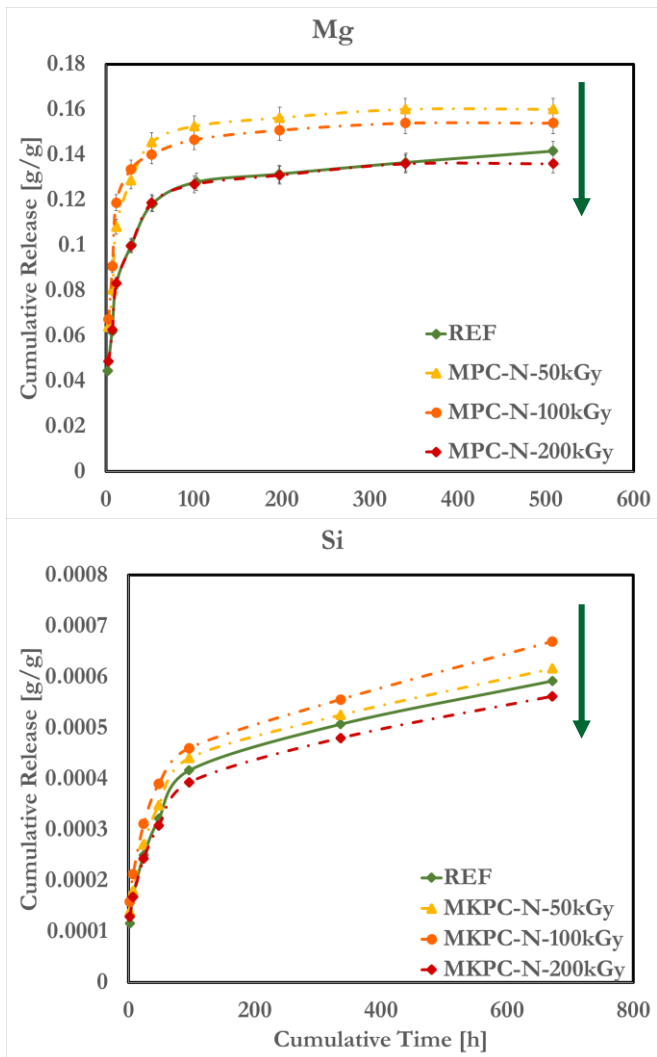 Mg
Cumulative Release [g/g]
0.18
0.16
0.14
0.12
0.1
0.08
0.06
0.04
0.02
0
REF
MPC-N-50kGy
MPC-N-100kGy
MPC-N-200kGy
0 100 200 300 400 500 600
Si
Cumulative Release [g/g]
0.0008
0.0007
0.0006
0.0005
0.0004
0.0003
0.0002
0.0001
0
REF
MKPC-N-50kGy
MKPC-N-100kGy
MKPC-N-200kGy
0 200 400 600 800
Cumulative Time [h]